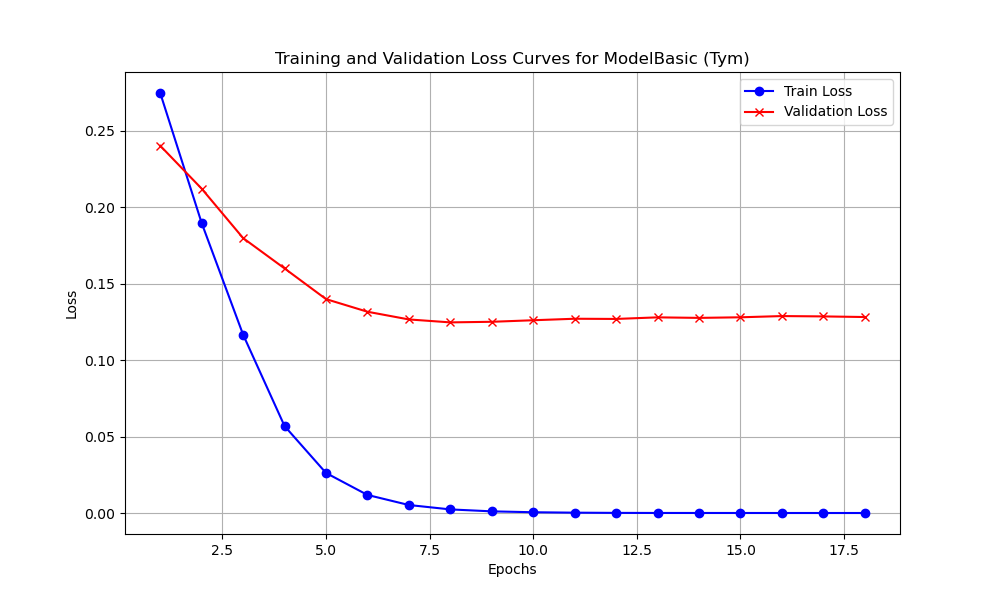 Training and Validation Loss Curves for ModelBasic (Tym)
Train Loss
Validation Loss
0.25
0.20
0.15
0.10
0.05
0.00
Loss
2.5 5.0 7.5 10.0 12.5 15.0 17.5
Epochs